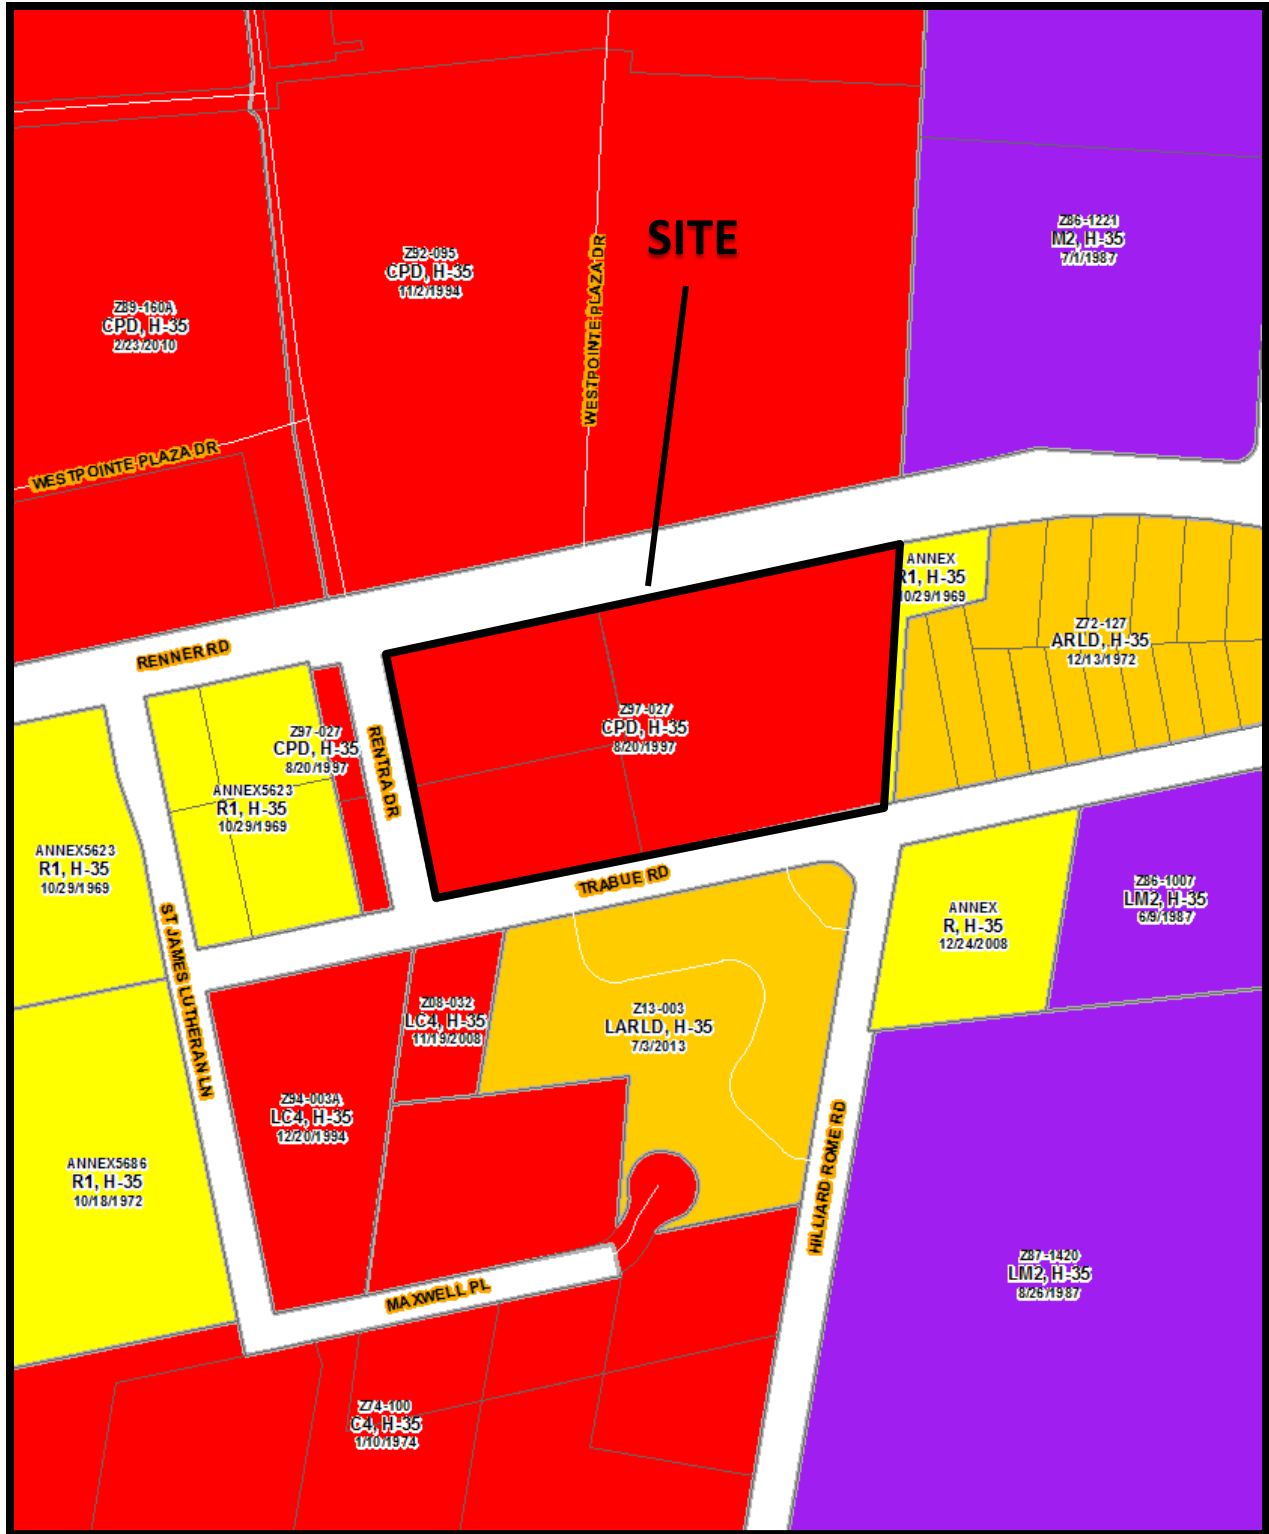 Z86-1221
M2, H-35
7/1/1987
SITE
Z92-095
CPD, H-35
11/2/1994
WESTPOINTE PLAZA DR
Z89-160A
CPD, H-35
2/23/2010
WESTPOINTE PLAZA DR
ANNEX
R1, H-35
10/29/1969
Z72-127
ARLD, H-35
12/13/1972
RENNER RD
Z97-027
CPD, H-35
8/20/1997
Z97-027
CPD, H-35
8/20/1997
RENTRA DR
ANNEX5623
R1, H-35
10/29/1969
ANNEX5623
R1, H-35
10/29/1969
TRABUE RD
Z86-1007
LM2, H-35
6/9/1987
ANNEX
R, H-35
12/24/2008
ST JAMES LUTHERAN LN
Z08-032
LC4, H-35
11/19/2008
Z13-003
LARLD, H-35
7/3/2013
Z94-003A
LC4, H-35
12/20/1994
ANNEX5686
R1, H-35
10/18/1972
HILLIARD ROME RD
Z87-1420
LM2, H-35
8/26/1987
MAXWELL PL
Z74-100
C4, H-35
1/10/1974